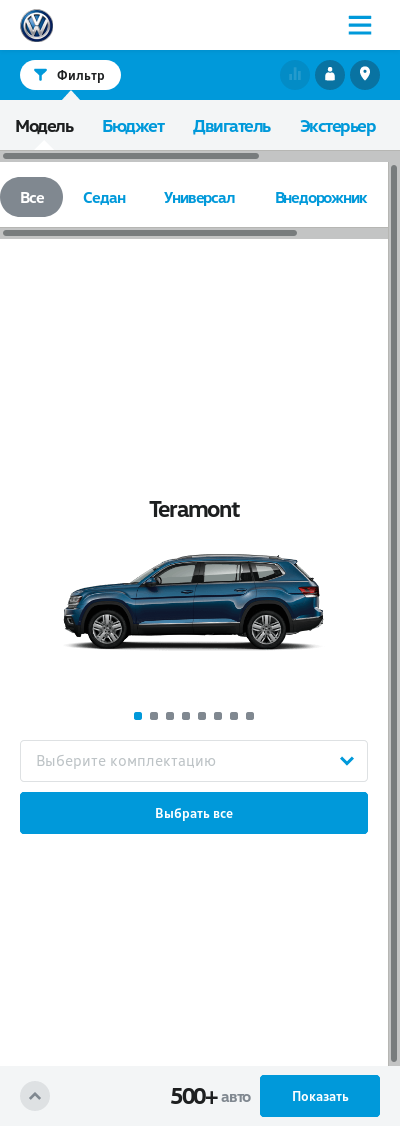 Фильтр
Модель Бюджет Двигатель Экстерьер
Все Седан Универсал Внедорожник
Teramont
Выберите комплектацию
Выбрать все
500+ авто Показать